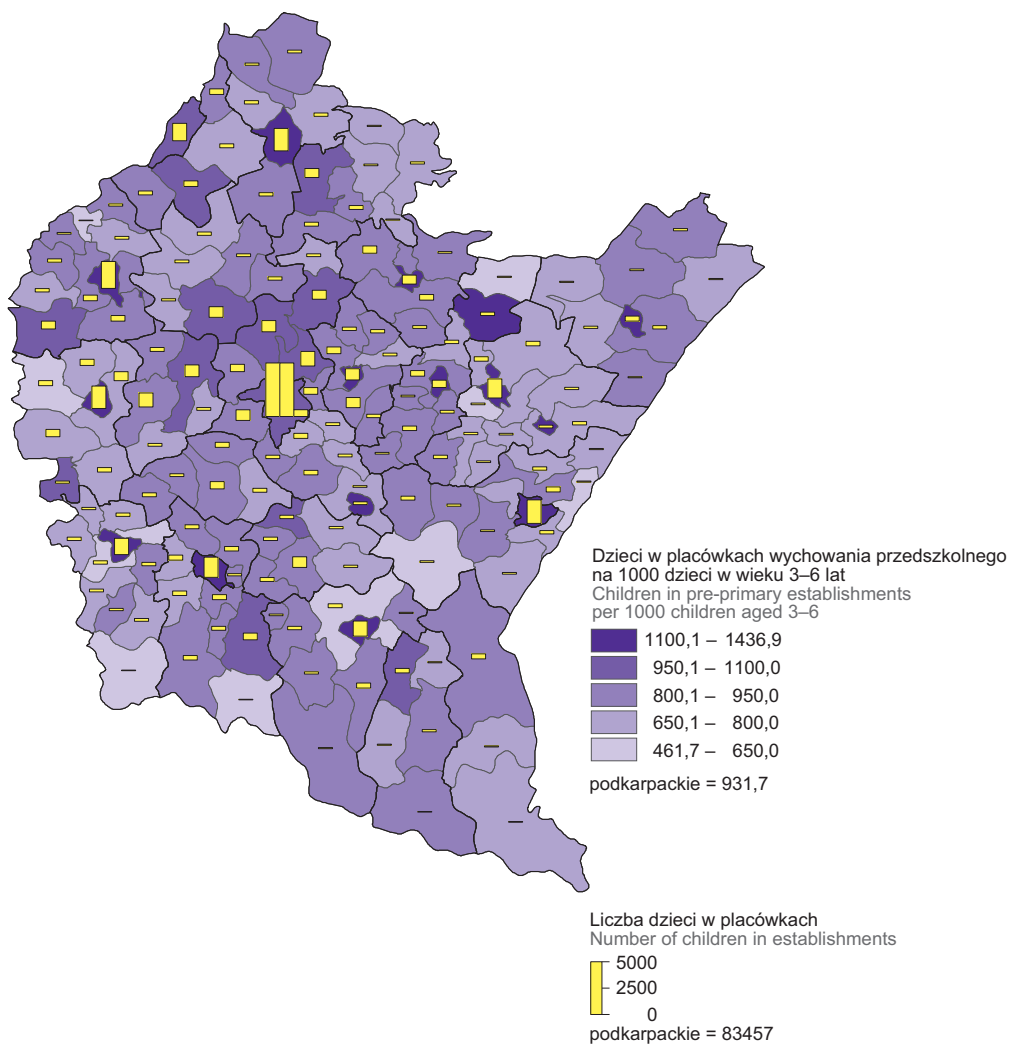 Dzieci w placówkach wychowania przedszkolnego
na 1000 dzieci w wieku 3–6 lat
Children in pre-primary establishments
per 1000 children aged 3–6
1100,1 – 1436,9
950,1 – 1100,0
800,1 – 950,0
650,1 – 800,0
461,7 – 650,0
podkarpackie = 931,7
Liczba dzieci w placówkach
Number of children in establishments
5000
2500
0
podkarpackie = 83457